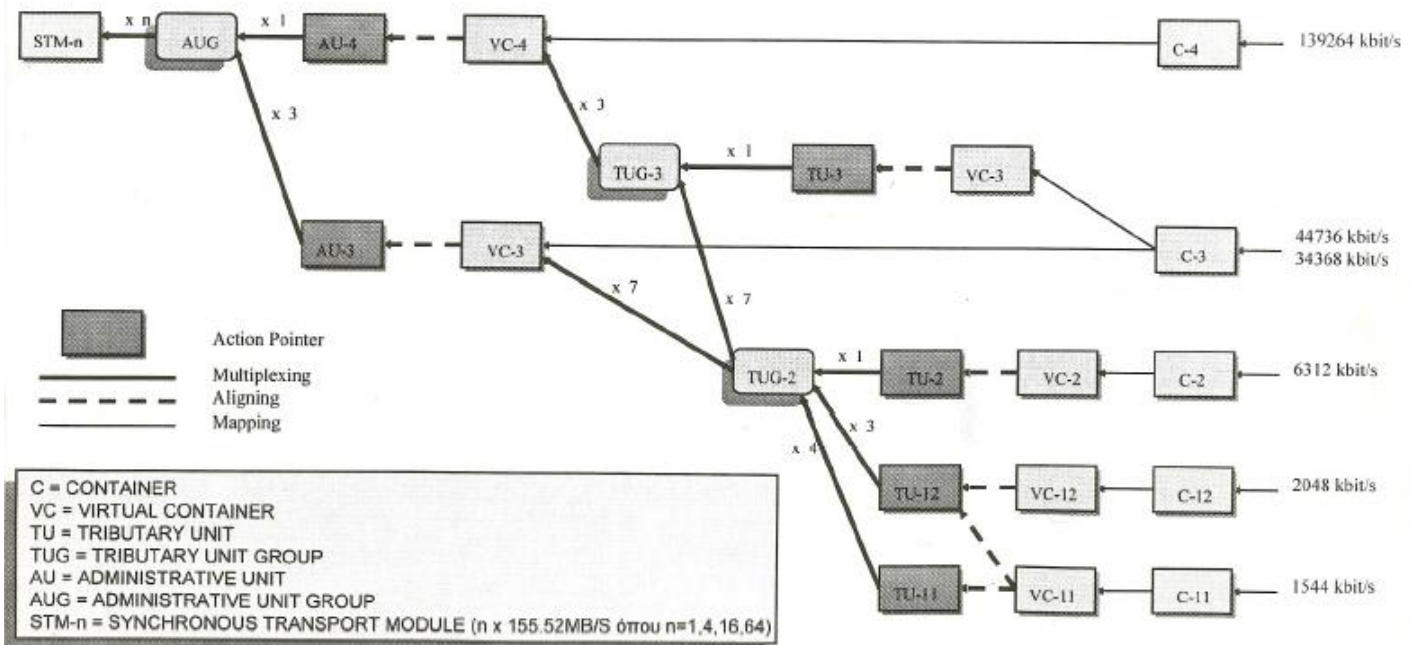 STM-n
x n
AUG
x 1
AU-4
VC-4
C-4
139264 kbit/s
x 3
x 3
TUG-3
x 1
TU-3
VC-3
AU-3
VC-3
C-3
44736 kbit/s
34368 kbit/s
x 7
x 7
Action Pointer
Multiplexing
Aligning
Mapping
TUG-2
x 1
TU-2
VC-2
C-2
6312 kbit/s
x 3
x 4
TU-12
VC-12
C-12
2048 kbit/s
TU-11
VC-11
C-11
1544 kbit/s
C = CONTAINER
VC = VIRTUAL CONTAINER
TU = TRIBUTARY UNIT
TUG = TRIBUTARY UNIT GROUP
AU = ADMINISTRATIVE UNIT
AUG = ADMINISTRATIVE UNIT GROUP
STM-n = SYNCHRONOUS TRANSPORT MODULE (n x 155.52MB/S όπου n=1,4,16,64)